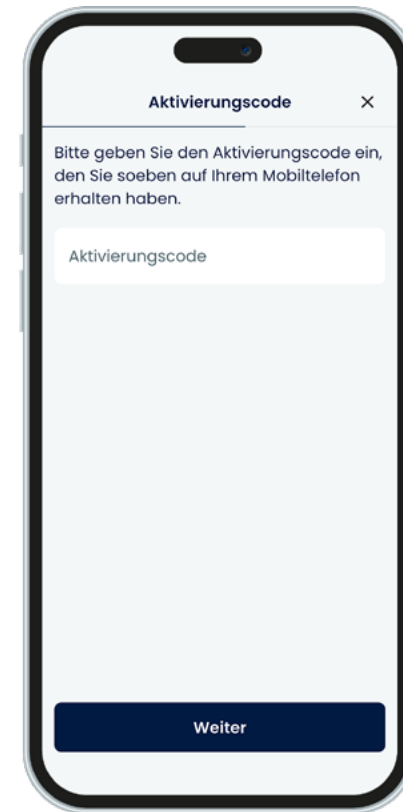 Aktivierungscode
Bitte geben Sie den Aktivierungscode ein,
den Sie soeben auf Ihrem Mobiltelefon
erhalten haben.
Aktivierungscode
Weiter